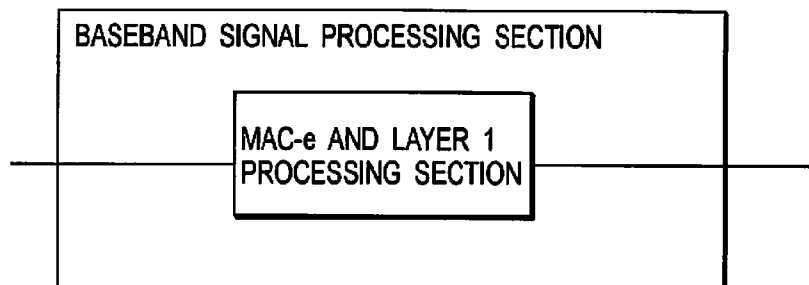 BASEBAND SIGNAL PROCESSING SECTION
MAC-e AND LAYER 1
PROCESSING SECTION